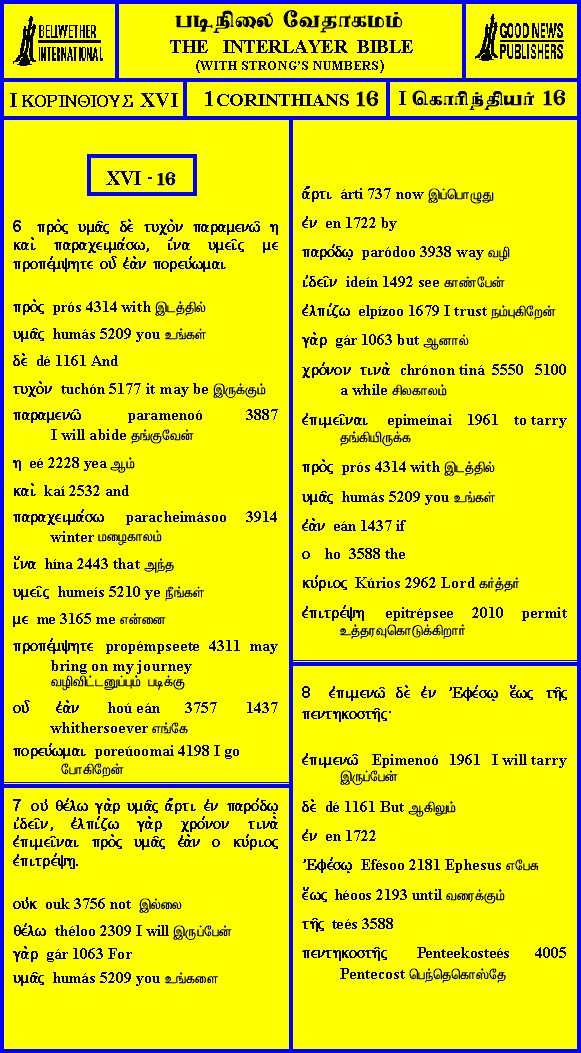 BELLWETHER
INTERNATIONAL
படிநிலை வேதாகமம்
THE INTERLAYER BIBLE
(WITH STRONG'S NUMBERS)
GOOD NEWS
PUBLISHERS
I ΚΟΡΙΝΘΙΟΥΣ XVI
1 CORINTHIANS 16
I கொரிந்தியர் 16
XVI - 16
6 πρὸς υμᾶς δὲ τυχὸν παραμενῶ η
καὶ παραχειμάσω, ἵνα υμεῖς με
προπέμψητε οὗ ἐὰν πορεύωμαι
πρὸς prós 4314 with இடத்தில்
υμᾶς humás 5209 you உங்கள்
δὲ dé 1161 And
τυχὸν tuchón 5177 it may be இருக்கும்
παραμενῶ paramenoó 3887
I will abide தங்குவேன்
η eé 2228 yea ஆம்
καὶ kaí 2532 and
παραχειμάσω paracheimásoo 3914
winter மழைகாலம்
ἵνα hína 2443 that அந்த
υμεῖς humeís 5210 ye நீங்கள்
με me 3165 me என்னை
προπέμψητε propémpseete 4311 may
bring on my journey
வழிவிட்டனுப்பும் படிக்கு
οὗ ἐὰν hoú eán 3757 1437
whithersoever எங்கே
πορεύωμαι poreúoomai 4198 I go
போகிறேன்
7 οὐ θέλω γὰρ υμᾶς ἄρτι ἐν παρόδῳ
ἰδεῖν, ἐλπίζω γὰρ χρόνον τινὰ
ἐπιμεῖναι πρὸς υμᾶς ἐὰν ο κύριος
ἐπιτρέψῃ.
οὐκ ouk 3756 not இல்லை
θέλω théloo 2309 I will இருப்பேன்
γὰρ gár 1063 For
υμᾶς humás 5209 you உங்களை
ἄρτι árti 737 now இப்பொழுது
ἐν en 1722 by
παρόδῳ paródoo 3938 way வழி
ἰδεῖν ideín 1492 see காண்பேன்
ἐλπίζω elpízoo 1679 I trust நம்புகிறேன்
γὰρ gár 1063 but ஆனால்
χρόνον τινὰ chrónon tiná 5550 5100
a while சிலகாலம்
ἐπιμεῖναι epimeínai 1961 to tarry
தங்கியிருக்க
πρὸς prós 4314 with இடத்தில்
υμᾶς humás 5209 you உங்கள்
ἐὰν eán 1437 if
ο ho 3588 the
κύριος Kúrios 2962 Lord கர்த்தர்
ἐπιτρέψῃ epitrépsee 2010 permit
உத்தரவுகொடுக்கிறார்
8 ἐπιμενῶ δὲ ἐν Ἐφέσῳ ἕως τῆς
πεντηκοστῆς·
ἐπιμενῶ Epimenoó 1961 I will tarry
இருப்பேன்
δὲ dé 1161 But ஆகிலும்
ἐν en 1722
Ἐφέσῳ Efésoo 2181 Ephesus எபேசு
ἕως héoos 2193 until வரைக்கும்
τῆς teés 3588
πεντηκοστῆς Penteekosteés 4005
Pentecost பெந்தெகொஸ்தே